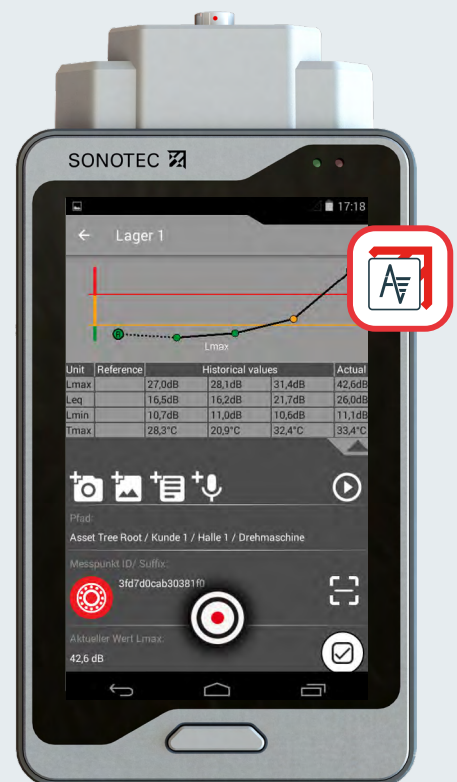 SONOTEC
17:18
Lager 1
R
Lmax
Unit Reference Historical values Actual
Lmax 27,0dB 28,1dB 31,4dB 42,6dB
Leq 16,5dB 16,2dB 21,7dB 26,0dB
Lmin 10,7dB 11,0dB 10,6dB 11,1dB
Tmax 28,3°C 20,9°C 32,4°C 33,4°C
Pfad:
Asset Tree Root / Kunde 1 / Halle 1 / Drehmaschine
Messpunkt ID/ Suffix:
3fd7d0cab30381f0
Aktueller Wert Lmax:
42,6 dB